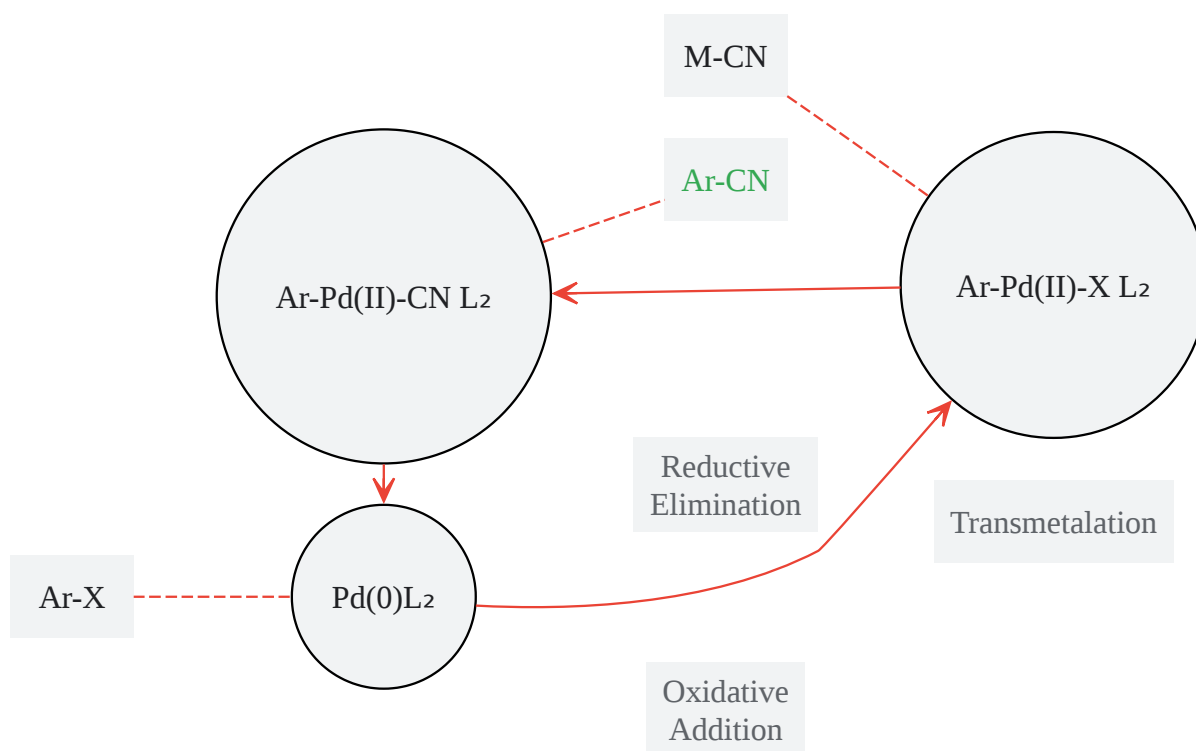 M-CN
Ar-CN
Ar-Pd(II)-CN L₂
Ar-Pd(II)-X L₂
Reductive
Elimination
Transmetalation
Ar-X
Pd(0)L₂
Oxidative
Addition